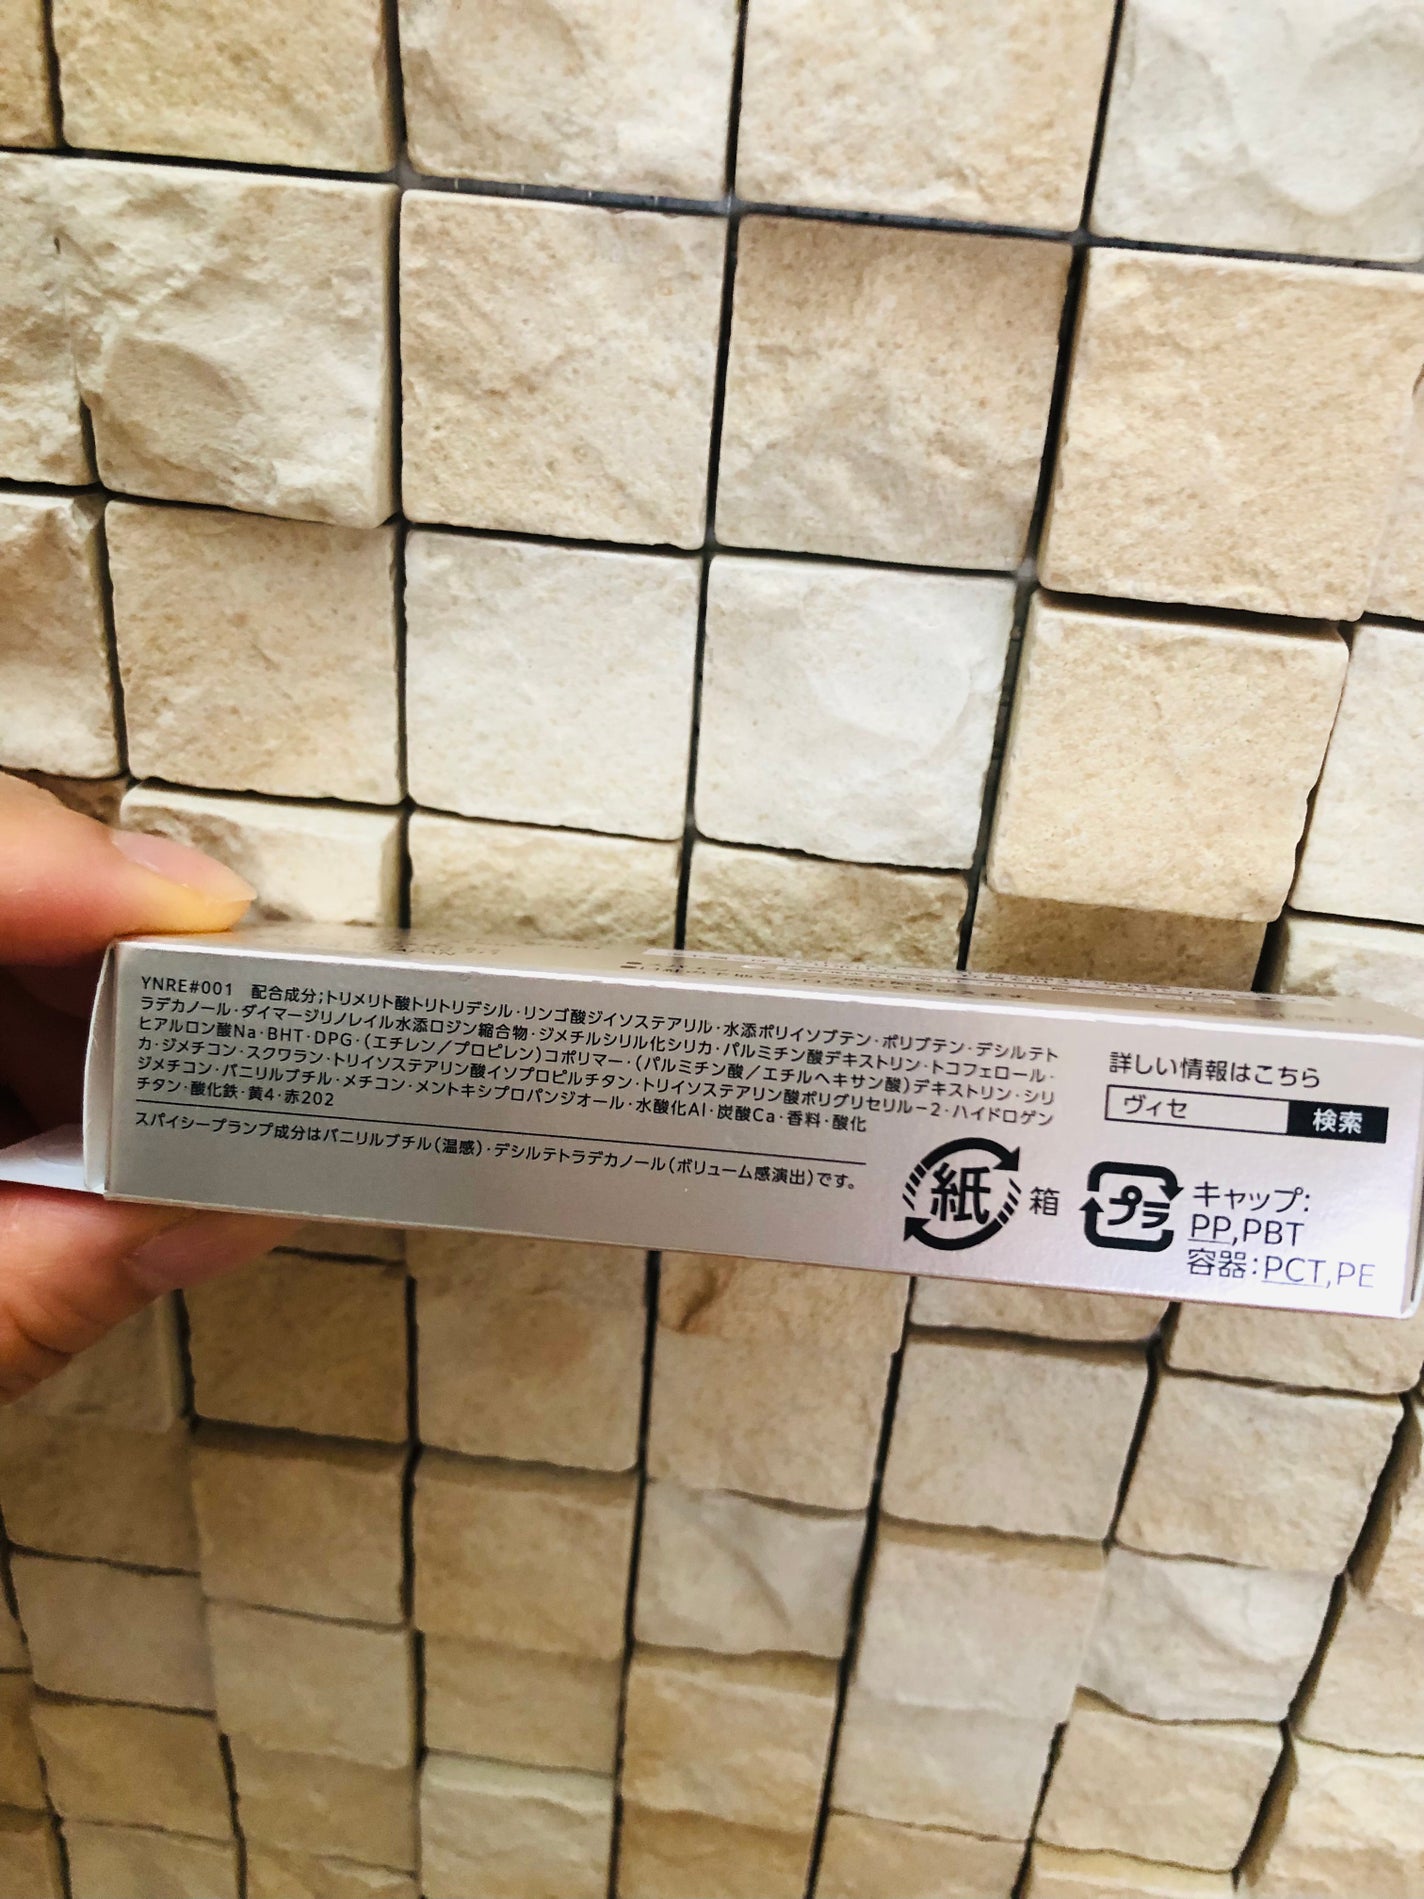 YNRE#001 配合成分;トリメリト酸トリトリデシル・リンゴ酸ジイソステアリル・水添ポリイソブテン・ポリブテン・デシルテト
ラデカノール・ダイマージリノレイル水添ロジン縮合物・ジメチルシリル化シリカ・パルミチン酸デキストリン・トコフェロール・
ヒアルロン酸Na・BHT・DPG・(エチレン/プロピレン)コポリマー・(パルミチン酸/エチルヘキサン酸)デキストリン・シリ
カ・ジメチコン・スクワラン・トリイソステアリン酸イソプロピルチタン・トリイソステアリン酸ポリグリセリル-2・ハイドロゲン
ジメチコン・バニリルブチル・メチコン・メントキシプロパンジオール・水酸化Al・炭酸Ca・香料・酸化
チタン・酸化鉄・黄4・赤202
スパイシープランプ成分はバニリルブチル(温感)・デシルテトラデカノール(ボリューム感演出)です。
詳しい情報はこちら
ヴィセ 検索
紙 箱
プラ キャップ:
PP,PBT
容器:PCT,PE